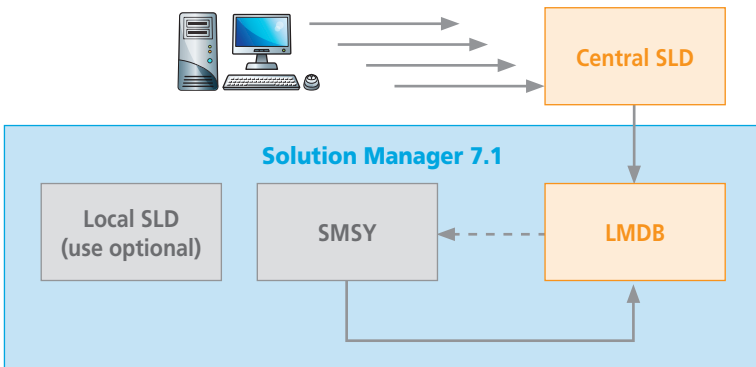 Central SLD
Solution Manager 7.1
Local SLD
(use optional)
SMSY
LMDB